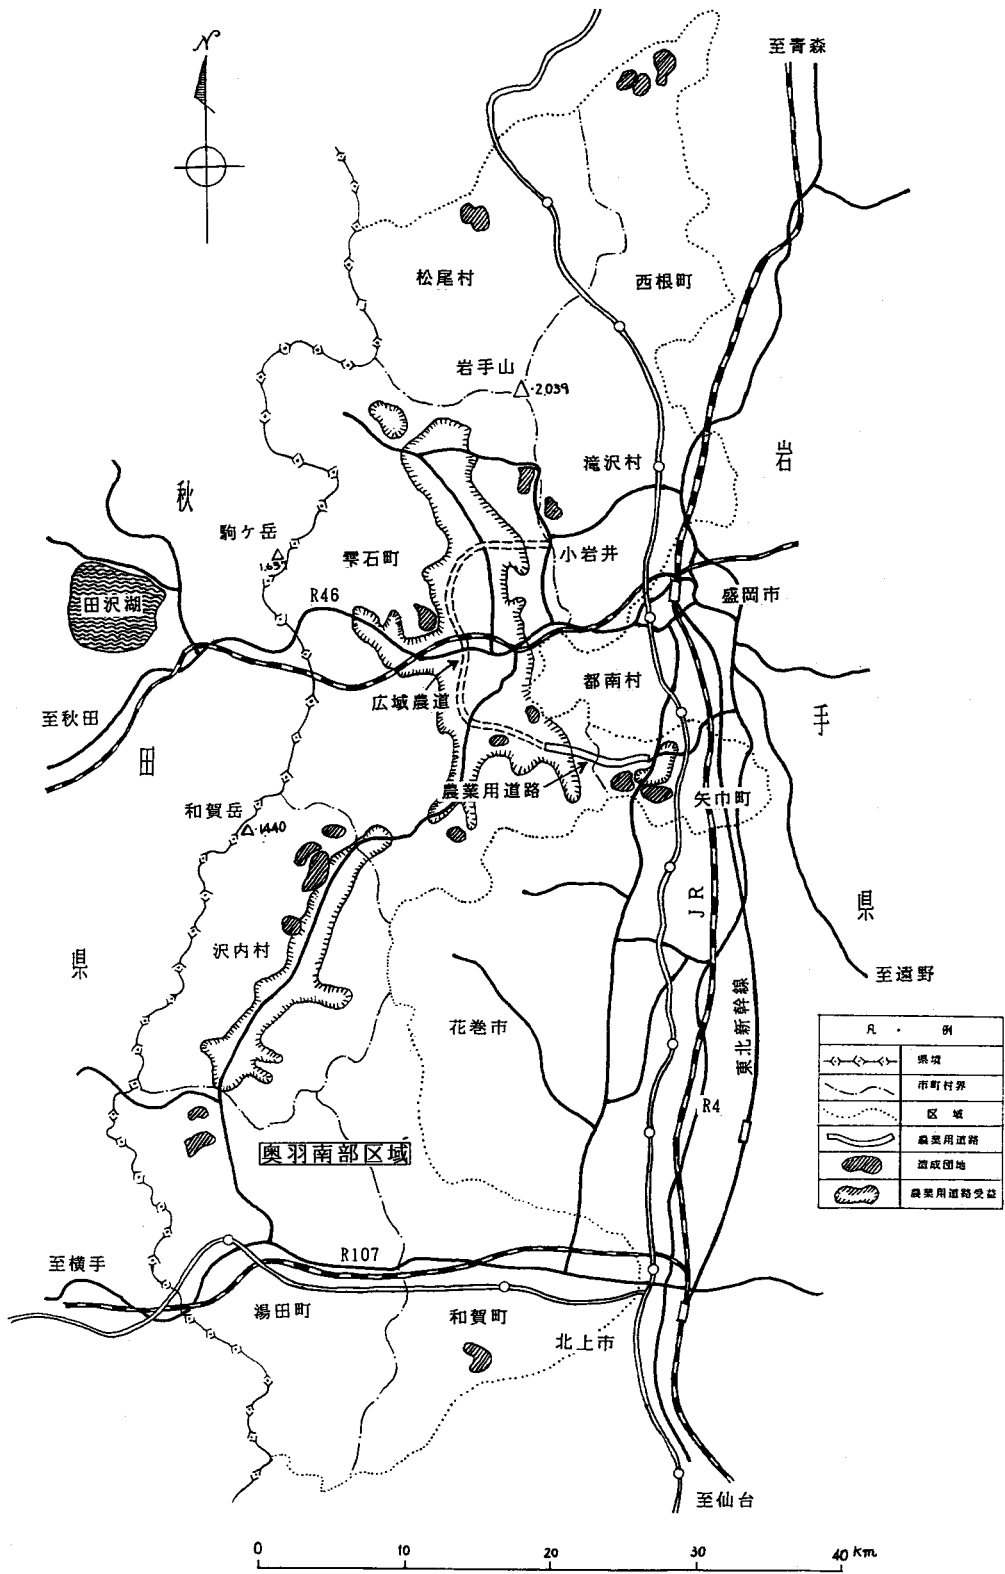 N
至青森
松尾村
西根町
岩手山
·2,039
滝沢村
岩
秋
駒ケ岳
雫石町
小岩井
R46
盛岡市
田沢湖
都南村
広域農道
手
至秋田
田
農業用道路
矢巾町
和賀岳
·1440
JR
県
沢内村
県
至遠野
花巻市
東北新幹線
R4
奥羽南部区域
凡・例
県境
市町村界
区域
農業用道路
造成団地
農業用道路受益
至横手
R107
湯田町
和賀町
北上市
至仙台
0 10 20 30 40 km